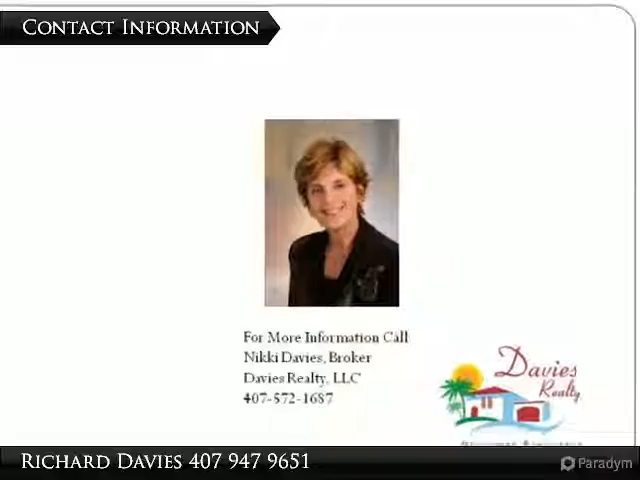 CONTACT INFORMATION
For More Information Call
Nikki Davies, Broker
Davies Realty, LLC
407-572-1687
Davies
Realty
RICHARD DAVIES 407 947 9651
Paradym